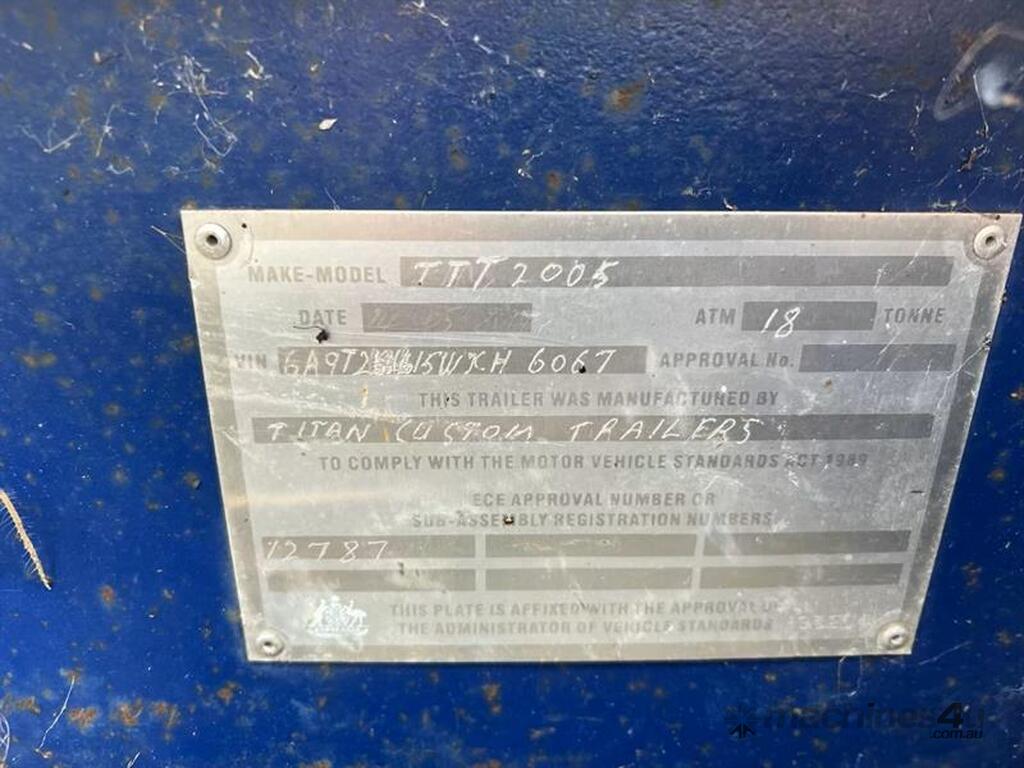 MAKE-MODEL TTT 2005
DATE ATM 18 TONNE
VIN APPROVAL No.
THIS TRAILER WAS MANUFACTURED BY
TITAN CUSTOM TRAILERS
TO COMPLY WITH THE MOTOR VEHICLE STANDARDS ACT 1989
ECE APPROVAL NUMBER OR
SUB-ASSEMBLY REGISTRATION NUMBERS
12787
THIS PLATE IS AFFIXED WITH THE APPROVAL OF
THE ADMINISTRATOR OF VEHICLE STANDARDS
machines4u
.com.au